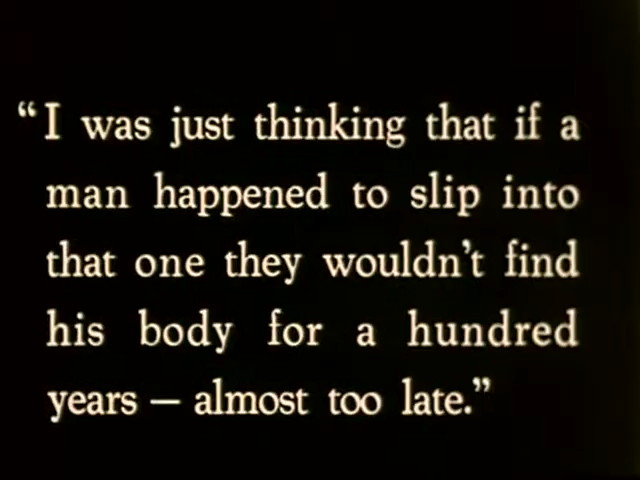 “I was just thinking that if a
man happened to slip into
that one they wouldn’t find
his body for a hundred
years — almost too late.”